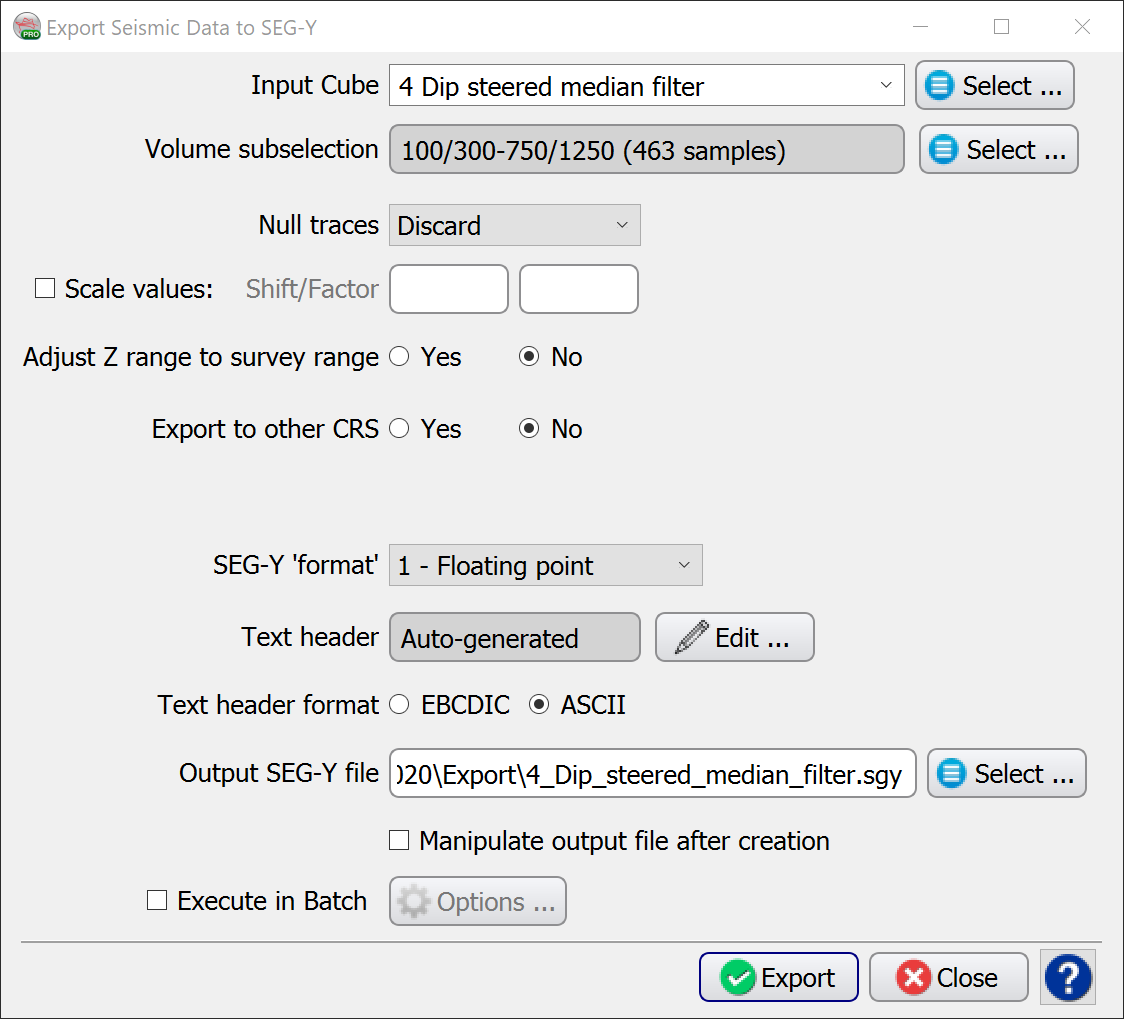 PRO Export Seismic Data to SEG-Y
Input Cube 4 Dip steered median filter Select ...
Volume subselection 100/300-750/1250 (463 samples) Select ...
Null traces Discard
Scale values: Shift/Factor
Adjust Z range to survey range Yes No
Export to other CRS Yes No
SEG-Y 'format' 1 - Floating point
Text header Auto-generated Edit ...
Text header format EBCDIC ASCII
Output SEG-Y file 020\Export\4_Dip_steered_median_filter.sgy Select ...
Manipulate output file after creation
Execute in Batch Options ...
Export Close ?